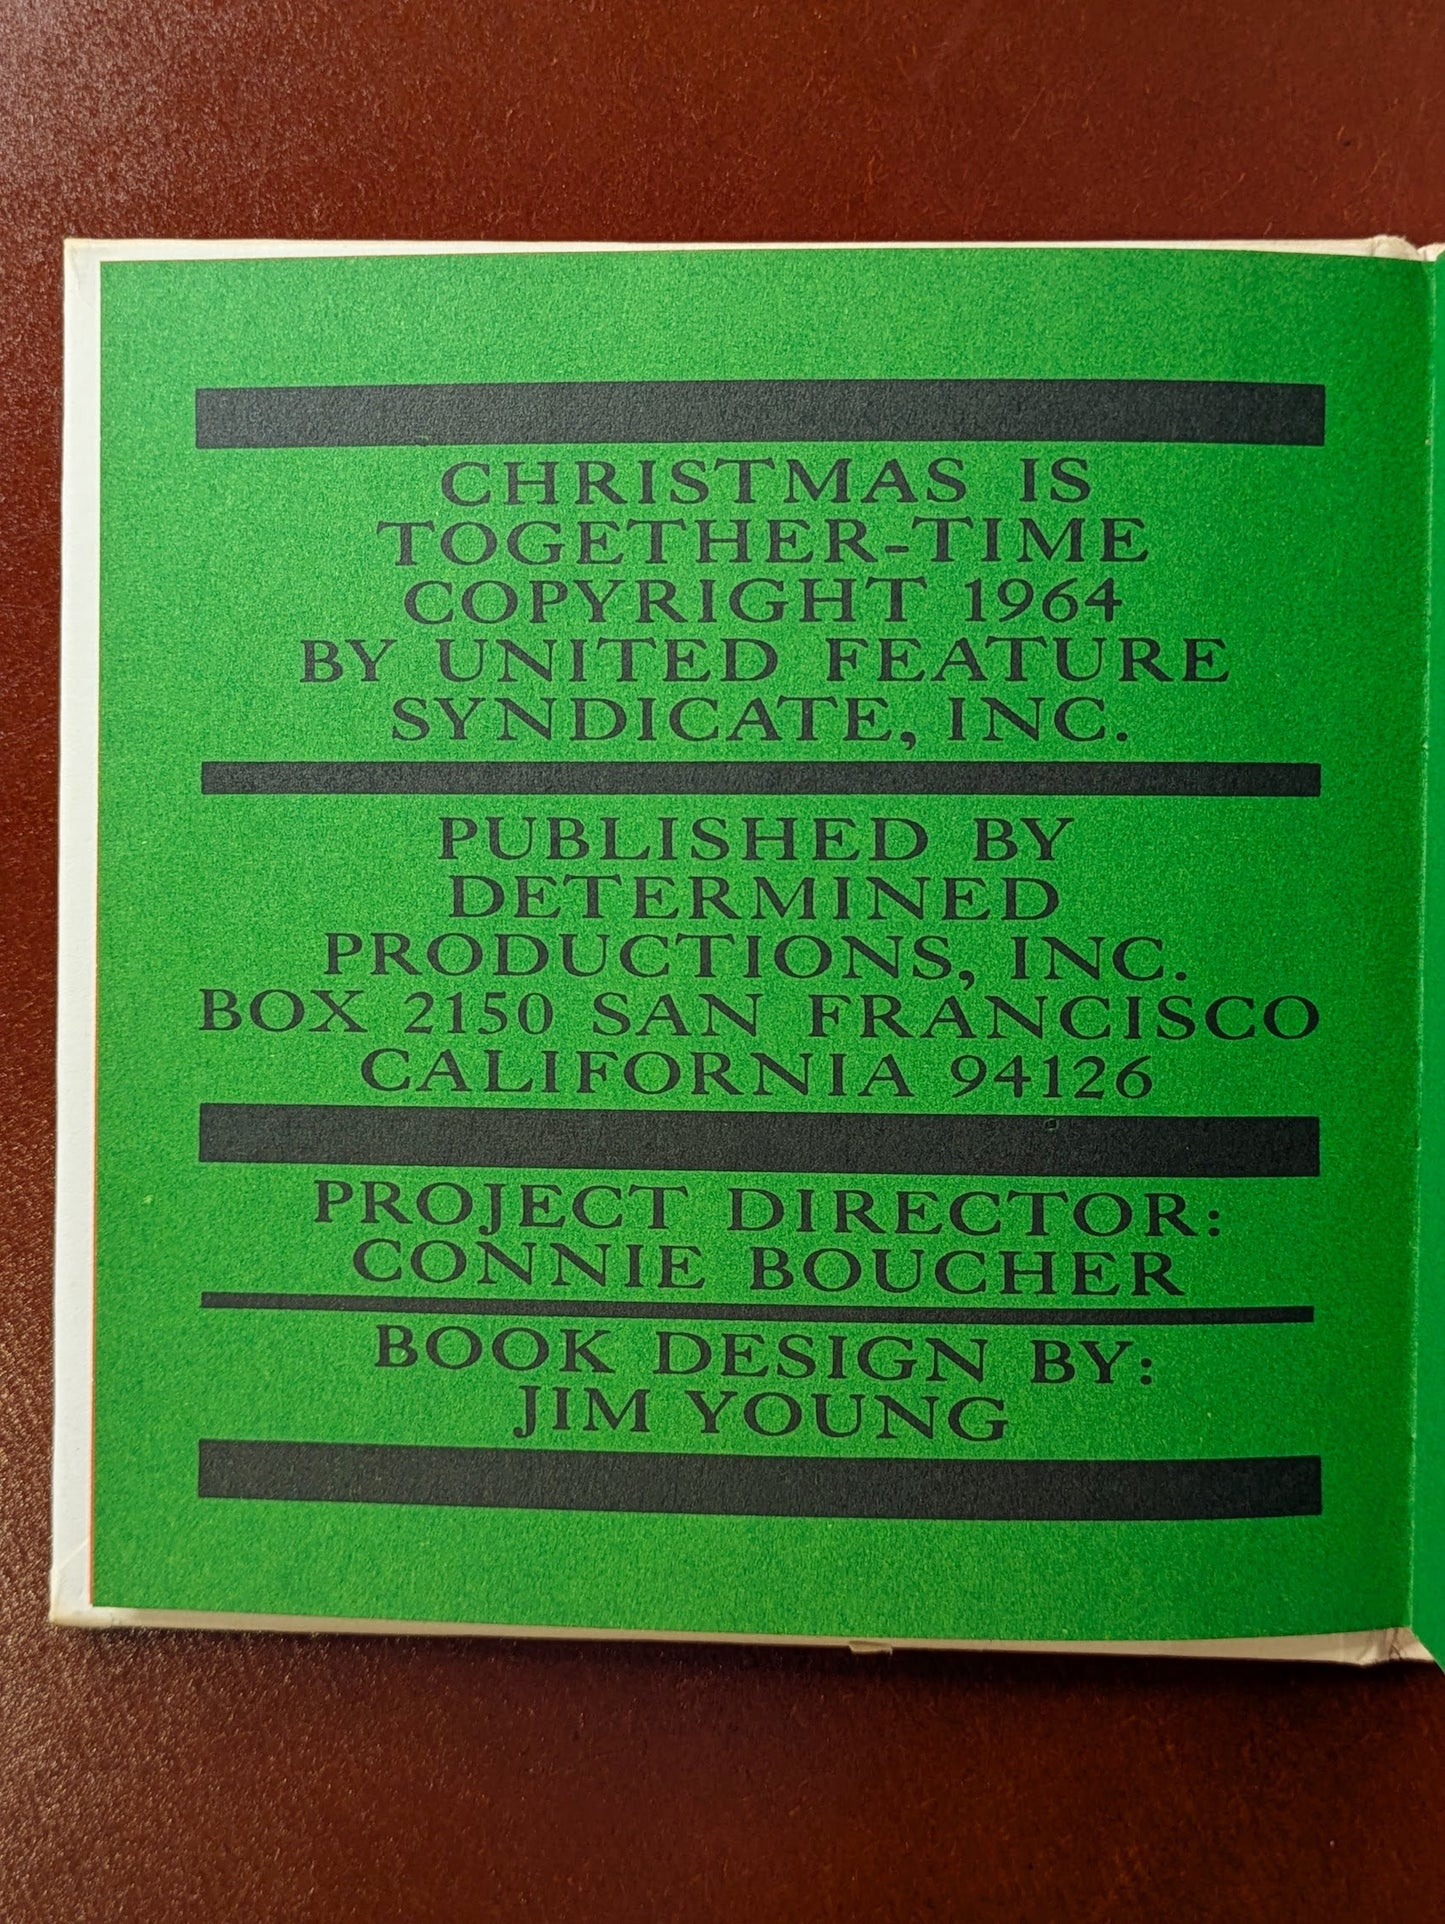 CHRISTMAS IS
TOGETHER-TIME
COPYRIGHT 1964
BY UNITED FEATURE
SYNDICATE, INC.
PUBLISHED BY
DETERMINED
PRODUCTIONS, INC.
BOX 2150 SAN FRANCISCO
CALIFORNIA 94126
PROJECT DIRECTOR:
CONNIE BOUCHER
BOOK DESIGN BY:
JIM YOUNG